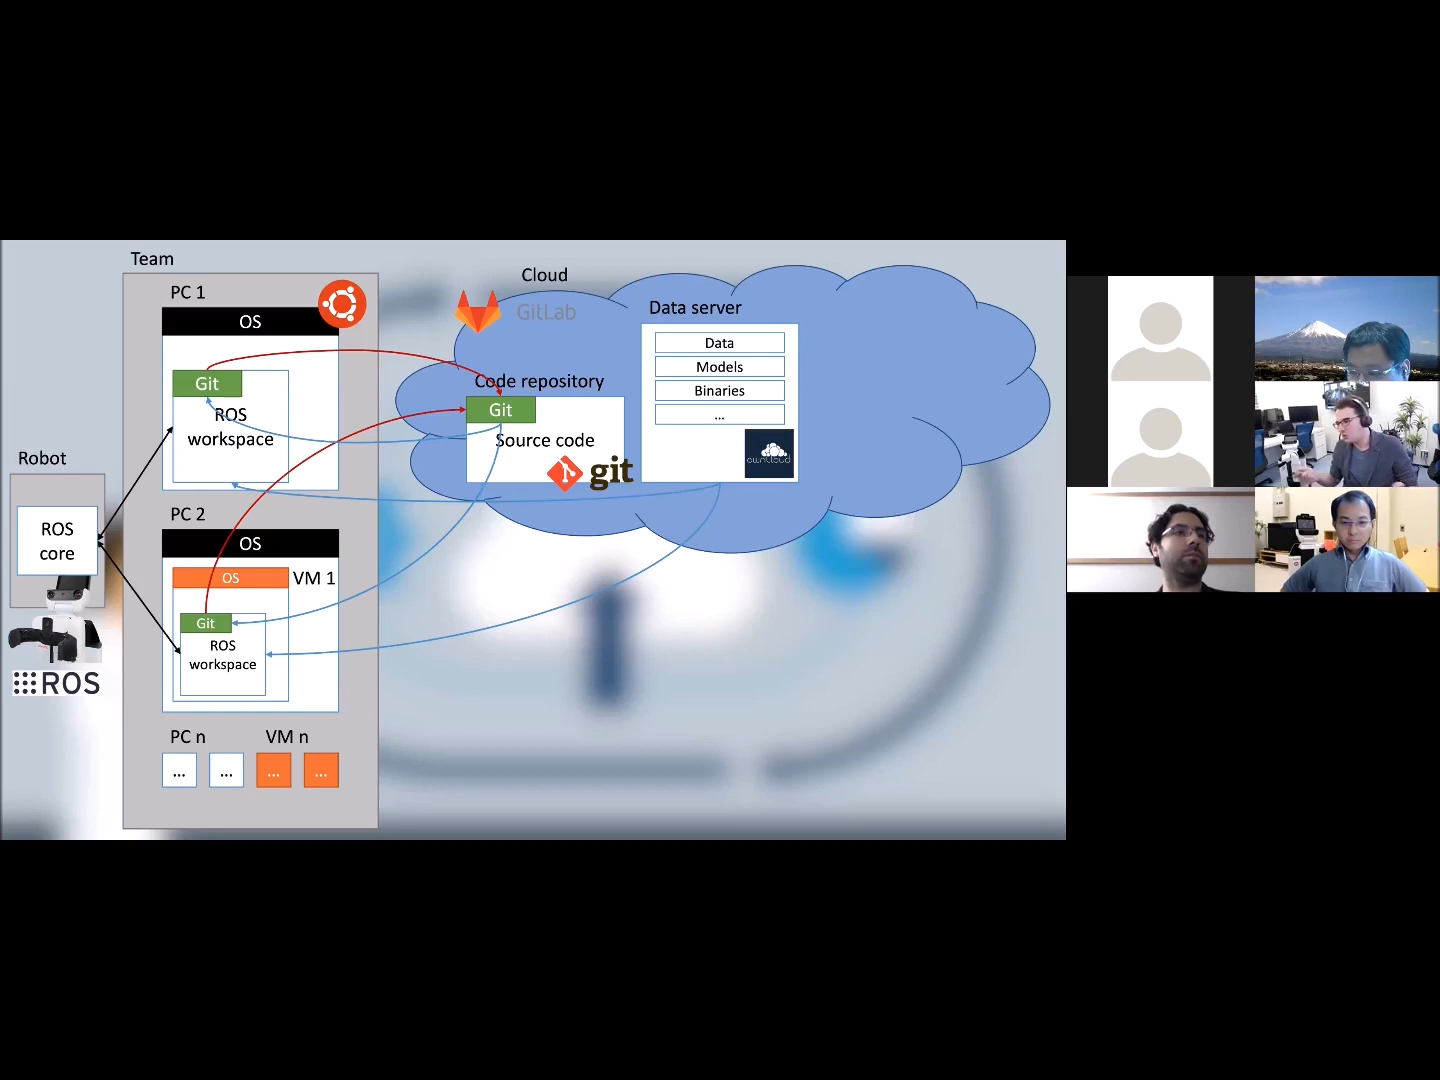 Team
PC 1
OS
Git
ROS
workspace
Robot
ROS
core
ROS
PC 2
OS
OS
VM 1
Git
ROS
workspace
PC n
VM n
...
...
...
...
Cloud
GitLab
Code repository
Git
Source code
git
Data server
Data
Models
Binaries
...
ownCloud